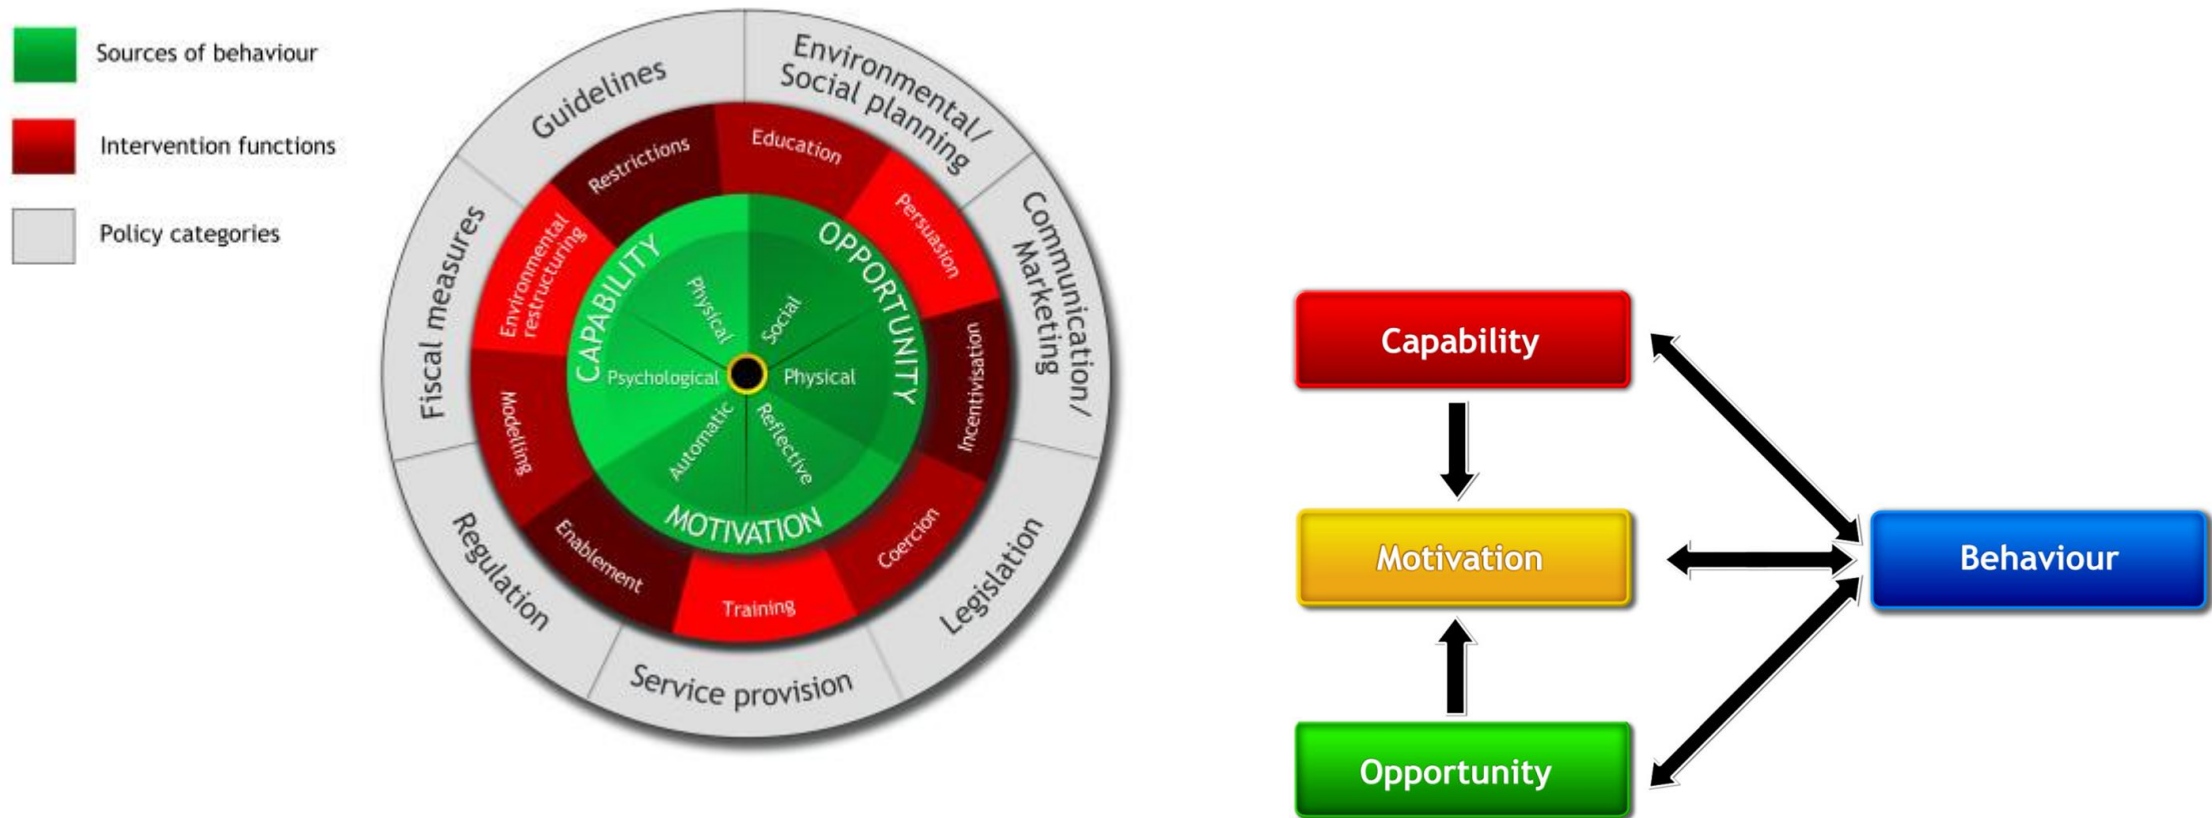 Sources of behaviour
Intervention functions
Policy categories
Guidelines
Environmental/
Social planning
Communication/
Marketing
Legislation
Service provision
Regulation
Fiscal measures
Restrictions
Education
Persuasion
Incentivisation
Coercion
Training
Enablement
Modelling
Environmental
restructuring
CAPABILITY
OPPORTUNITY
MOTIVATION
Physical
Social
Physical
Reflective
Automatic
Psychological
Capability
Motivation
Behaviour
Opportunity